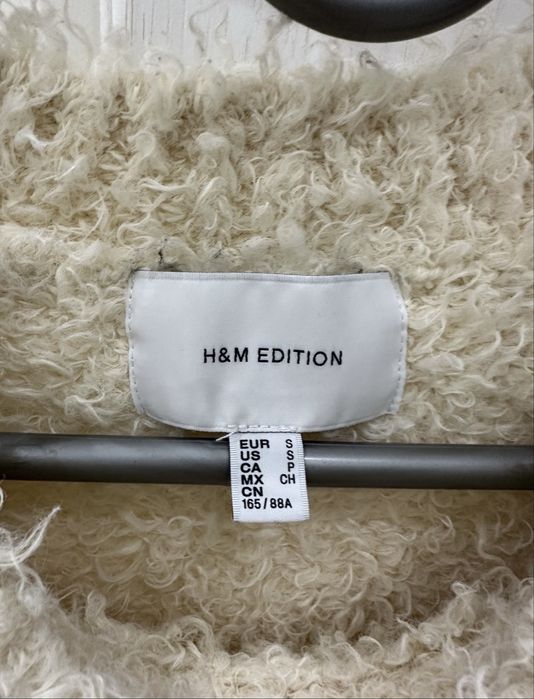 H&M EDITION
EUR S
US S
CA P
MX CH
CN
165/88A